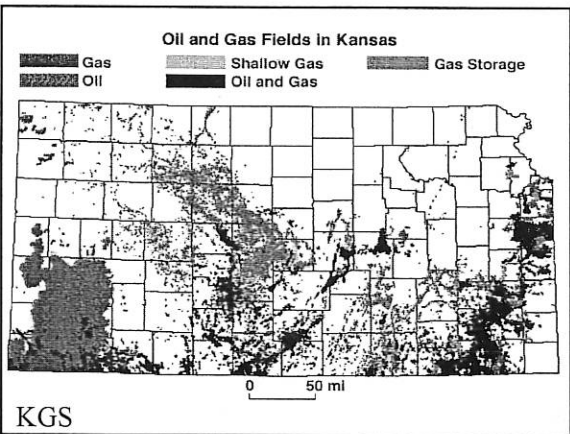 Oil and Gas Fields in Kansas
Gas Shallow Gas Gas Storage
Oil Oil and Gas
0 50 mi
KGS